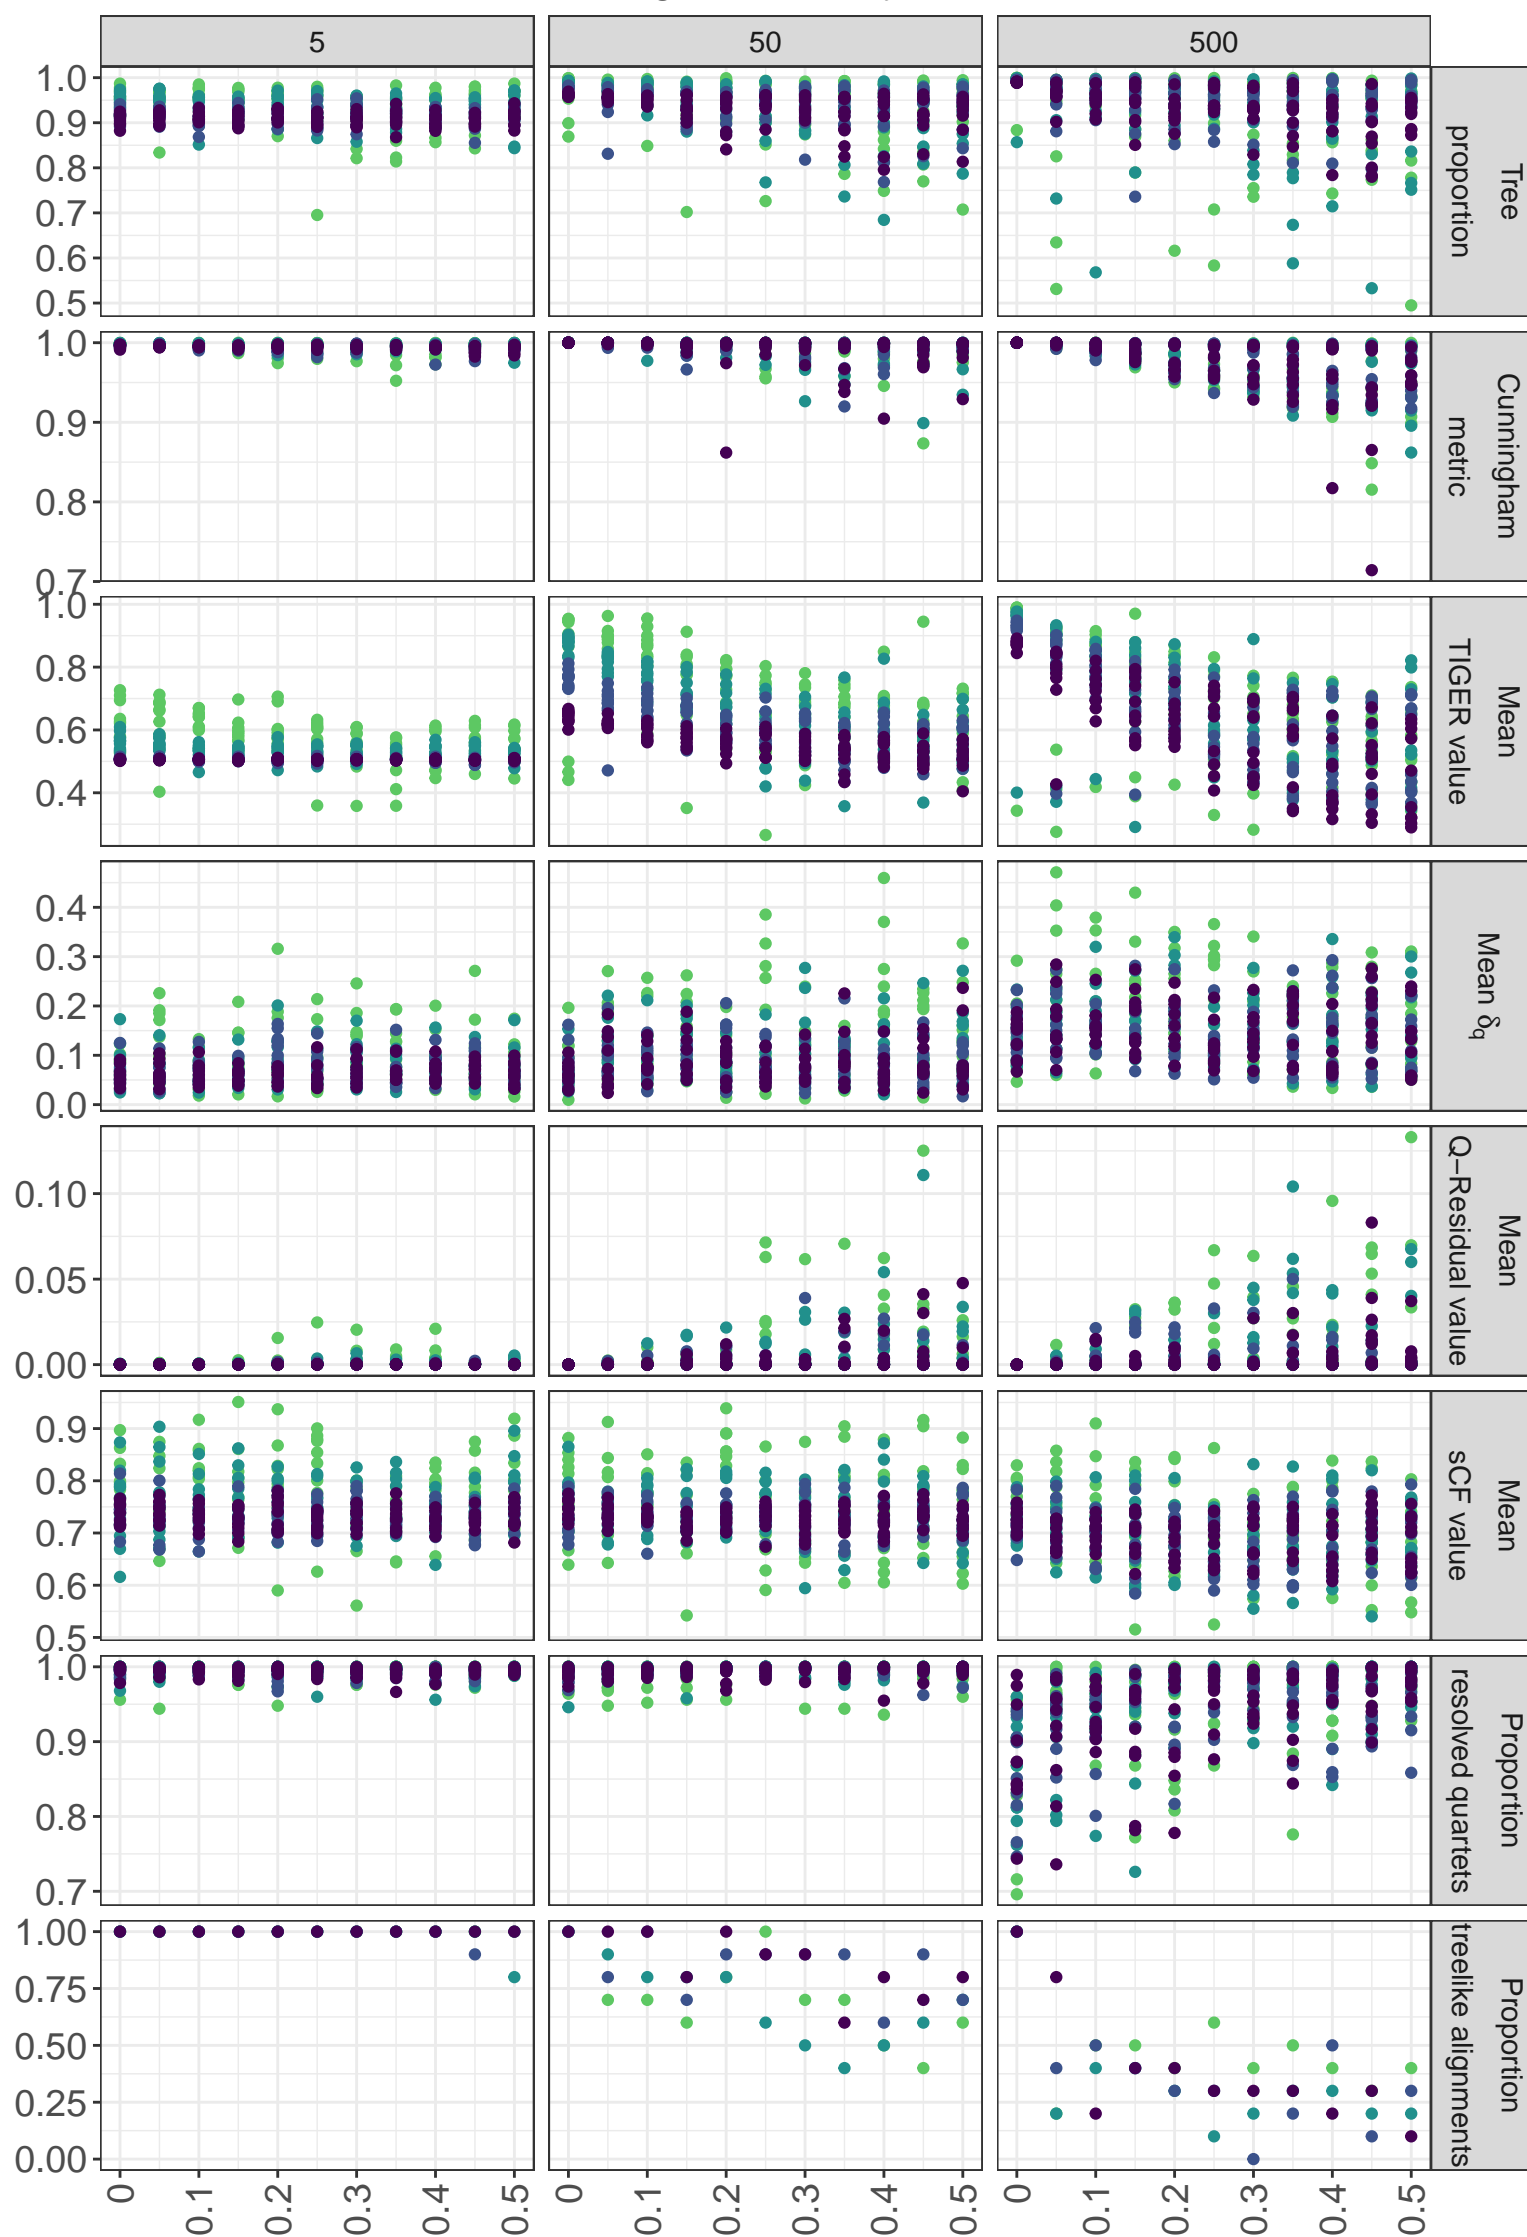 5 50 500
1.0
0.9
0.8
0.7
0.6
0.5
Tree
proportion
1.0
0.9
0.8
0.7
Cunningham
metric
1.0
0.8
0.6
0.4
Mean
TIGER value
0.4
0.3
0.2
0.1
0.0
Mean δq
0.10
0.05
0.00
Mean
Q−Residual value
0.9
0.8
0.7
0.6
0.5
Mean
sCF value
1.0
0.9
0.8
0.7
Proportion
resolved quartets
1.00
0.75
0.50
0.25
0.00
Proportion
treelike alignments
0 0.1 0.2 0.3 0.4 0.5 0 0.1 0.2 0.3 0.4 0.5 0 0.1 0.2 0.3 0.4 0.5